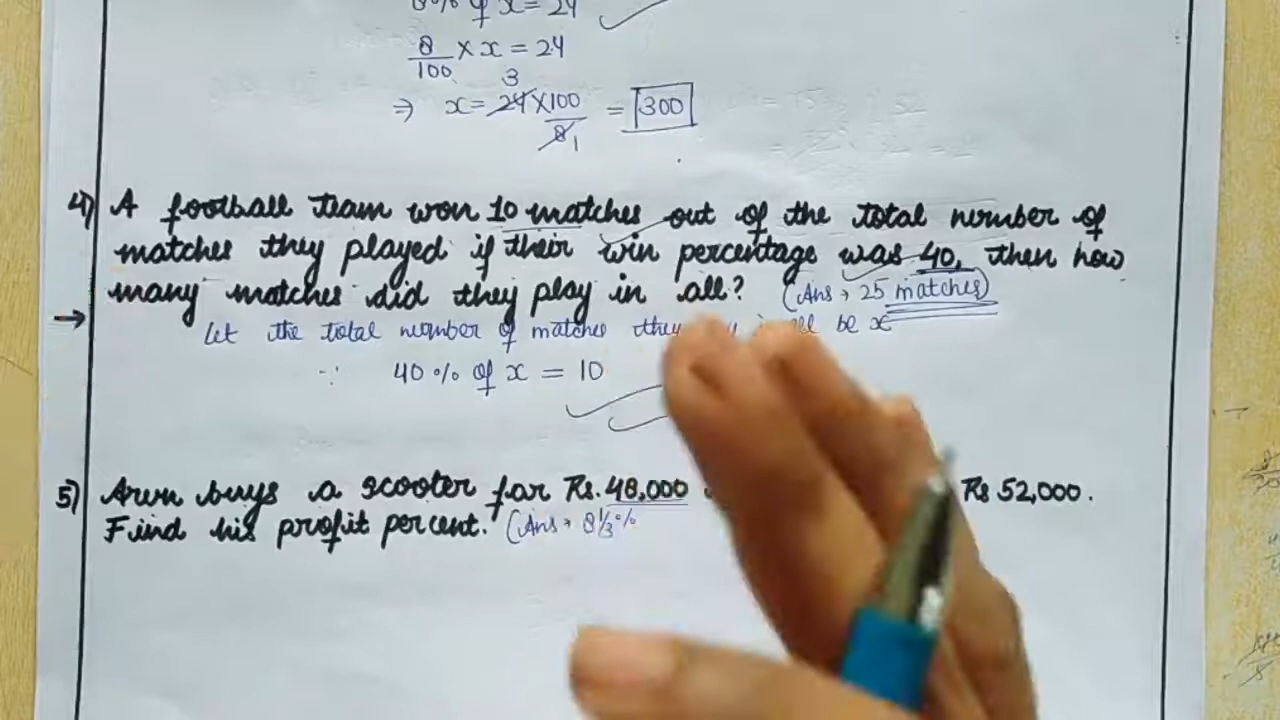 8% of x = 24
8/100 × x = 24
3
⇒ x = 24 × 100 / 8 1 = 300
4) A football team won 10 matches out of the total number of
matches they played if their win percentage was 40, then how
many matches did they play in all? (Ans → 25 matches)
→ Let the total number of matches they be x
∵ 40% of x = 10
5) Arun buys a scooter for Rs. 48,000 Rs 52,000.
Find his profit percent. (Ans → 8 1/3 %